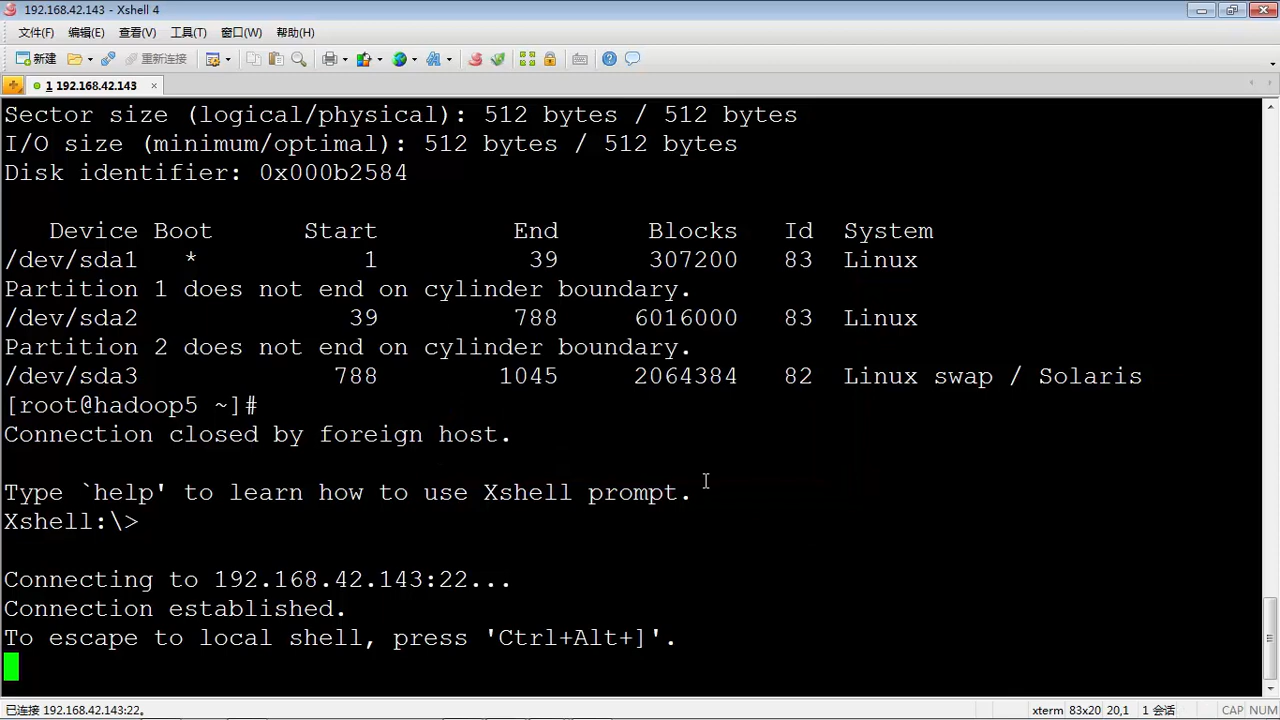 192.168.42.143 - Xshell 4
文件(F) 编辑(E) 查看(V) 工具(T) 窗口(W) 帮助(H)
新建 重新连接
1 192.168.42.143 ×
Sector size (logical/physical): 512 bytes / 512 bytes
I/O size (minimum/optimal): 512 bytes / 512 bytes
Disk identifier: 0x000b2584
Device Boot Start End Blocks Id System
/dev/sda1 * 1 39 307200 83 Linux
Partition 1 does not end on cylinder boundary.
/dev/sda2 39 788 6016000 83 Linux
Partition 2 does not end on cylinder boundary.
/dev/sda3 788 1045 2064384 82 Linux swap / Solaris
[root@hadoop5 ~]#
Connection closed by foreign host.
Type `help' to learn how to use Xshell prompt.
Xshell:\>
Connecting to 192.168.42.143:22...
Connection established.
To escape to local shell, press 'Ctrl+Alt+]'.
已连接 192.168.42.143:22。 xterm 83x20 20,1 1 会话 CAP NUM